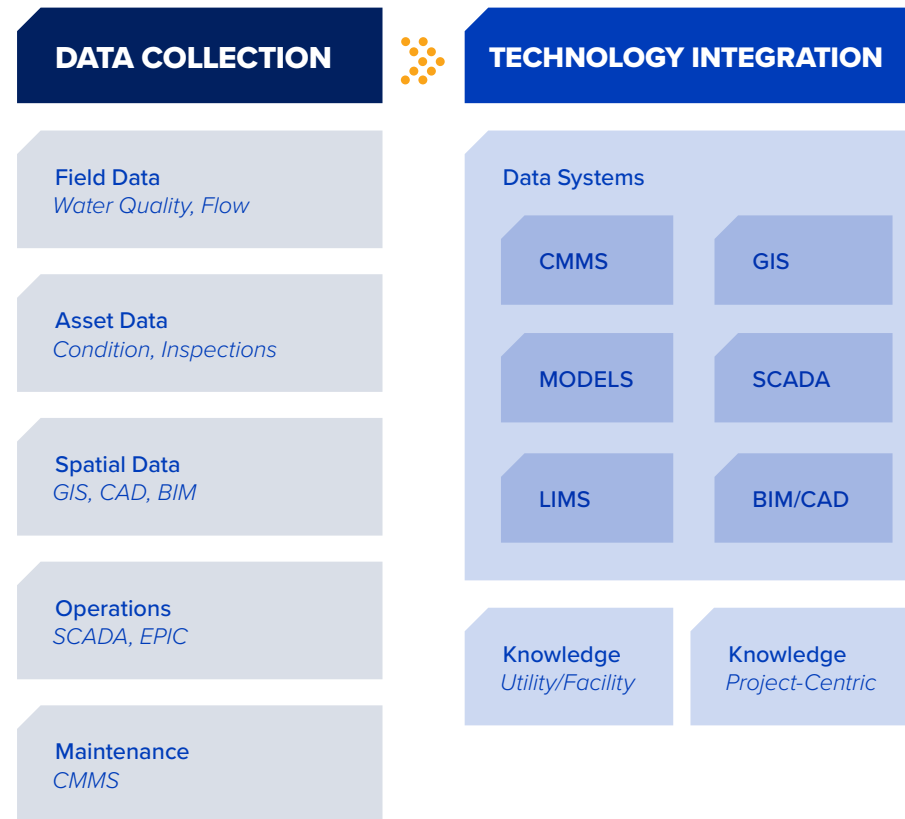 DATA COLLECTION
Field Data
Water Quality, Flow
Asset Data
Condition, Inspections
Spatial Data
GIS, CAD, BIM
Operations
SCADA, EPIC
Maintenance
CMMS
TECHNOLOGY INTEGRATION
Data Systems
CMMS
GIS
MODELS
SCADA
LIMS
BIM/CAD
Knowledge
Utility/Facility
Knowledge
Project-Centric